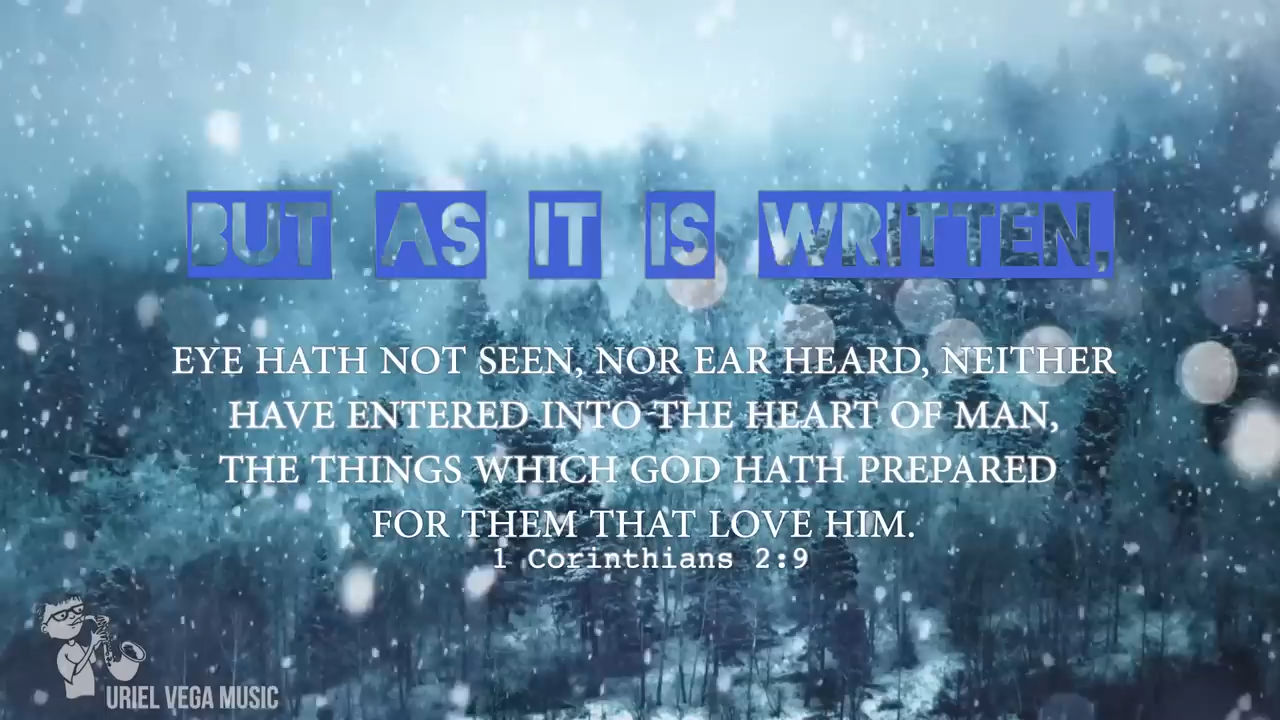 BUT AS IT IS WRITTEN,
EYE HATH NOT SEEN, NOR EAR HEARD, NEITHER
HAVE ENTERED INTO THE HEART OF MAN,
THE THINGS WHICH GOD HATH PREPARED
FOR THEM THAT LOVE HIM.
1 Corinthians 2:9
URIEL VEGA MUSIC